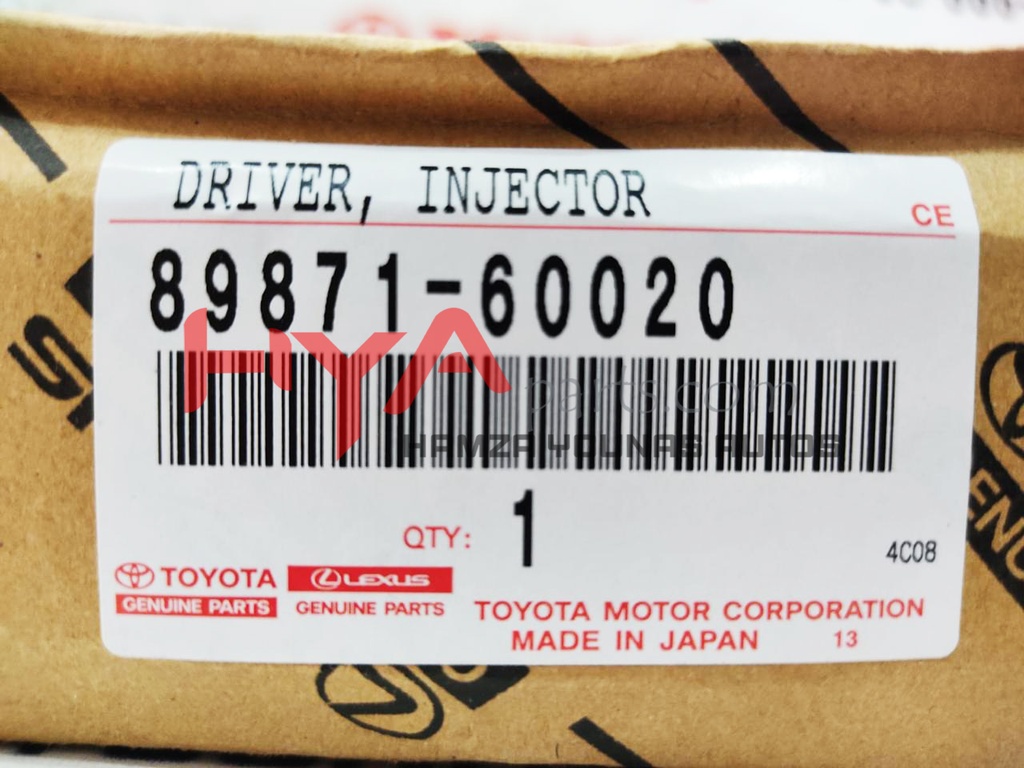 DRIVER, INJECTOR
CE
89871-60020
HYA
parts.com
HAMZA YOUNAS AUTOS
QTY: 1
4C08
TOYOTA
GENUINE PARTS
LEXUS
GENUINE PARTS
TOYOTA MOTOR CORPORATION
MADE IN JAPAN 13